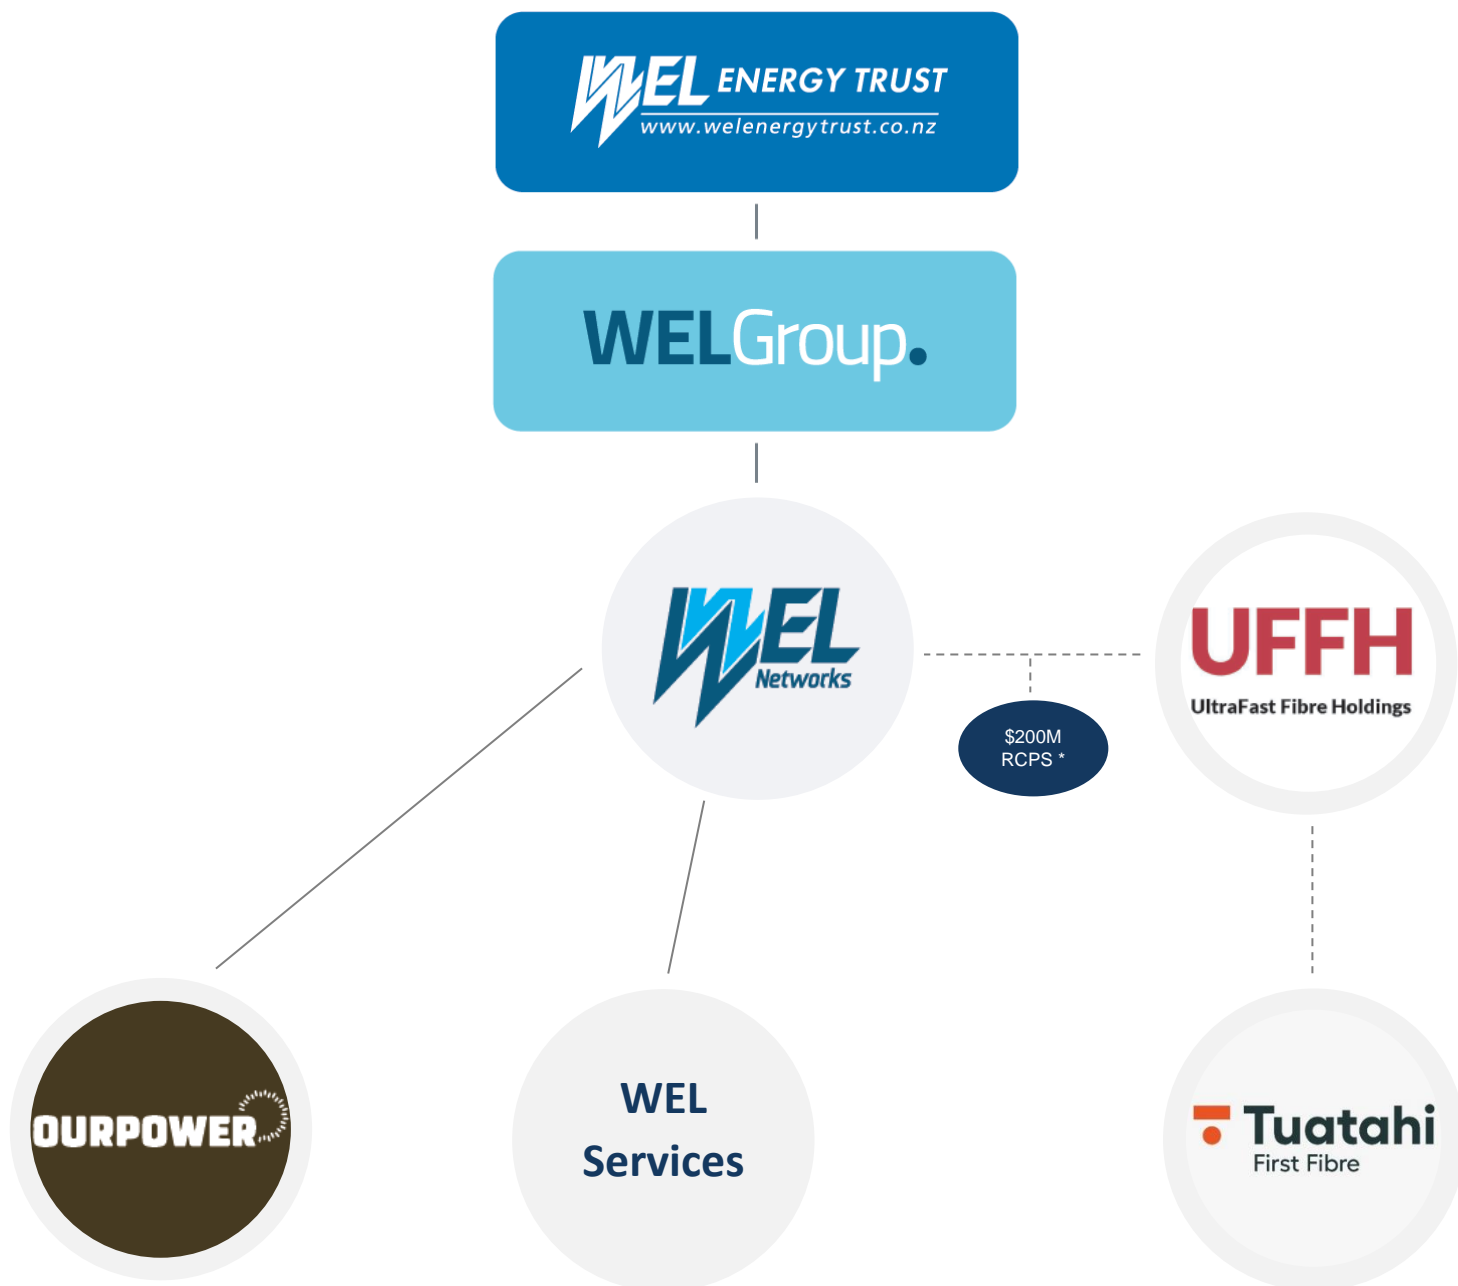 WEL ENERGY TRUST
www.welenergytrust.co.nz
WELGroup.
WEL
Networks
UFFH
UltraFast Fibre Holdings
$200M
RCPS *
OURPOWER
WEL
Services
Tuatahi
First Fibre